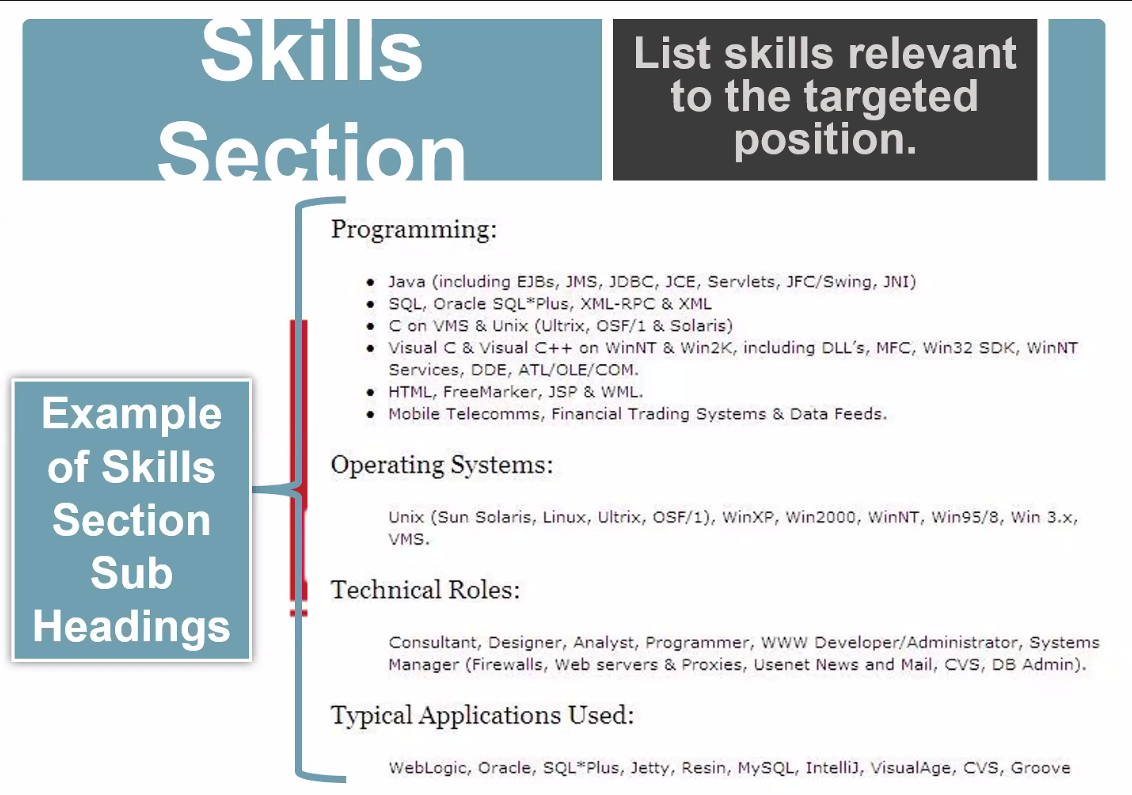 Skills
Section
List skills relevant
to the targeted
position.
Example
of Skills
Section
Sub
Headings
Programming:
• Java (including EJBs, JMS, JDBC, JCE, Servlets, JFC/Swing, JNI)
• SQL, Oracle SQL*Plus, XML-RPC & XML
• C on VMS & Unix (Ultrix, OSF/1 & Solaris)
• Visual C & Visual C++ on WinNT & Win2K, including DLL’s, MFC, Win32 SDK, WinNT
Services, DDE, ATL/OLE/COM.
• HTML, FreeMarker, JSP & WML.
• Mobile Telecomms, Financial Trading Systems & Data Feeds.
Operating Systems:
Unix (Sun Solaris, Linux, Ultrix, OSF/1), WinXP, Win2000, WinNT, Win95/8, Win 3.x,
VMS.
Technical Roles:
Consultant, Designer, Analyst, Programmer, WWW Developer/Administrator, Systems
Manager (Firewalls, Web servers & Proxies, Usenet News and Mail, CVS, DB Admin).
Typical Applications Used:
WebLogic, Oracle, SQL*Plus, Jetty, Resin, MySQL, IntelliJ, VisualAge, CVS, Groove